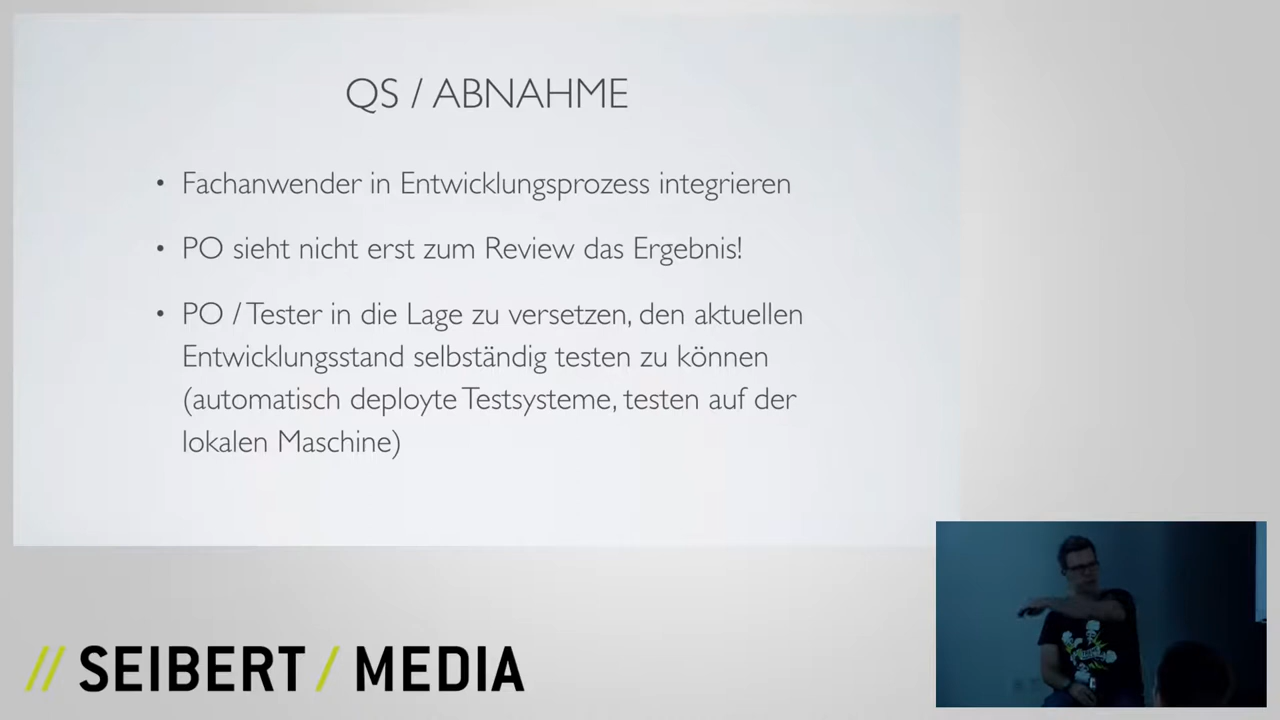 QS / ABNAHME
• Fachanwender in Entwicklungsprozess integrieren
• PO sieht nicht erst zum Review das Ergebnis!
• PO / Tester in die Lage zu versetzen, den aktuellen
Entwicklungsstand selbständig testen zu können
(automatisch deployte Testsysteme, testen auf der
lokalen Maschine)
// SEIBERT / MEDIA